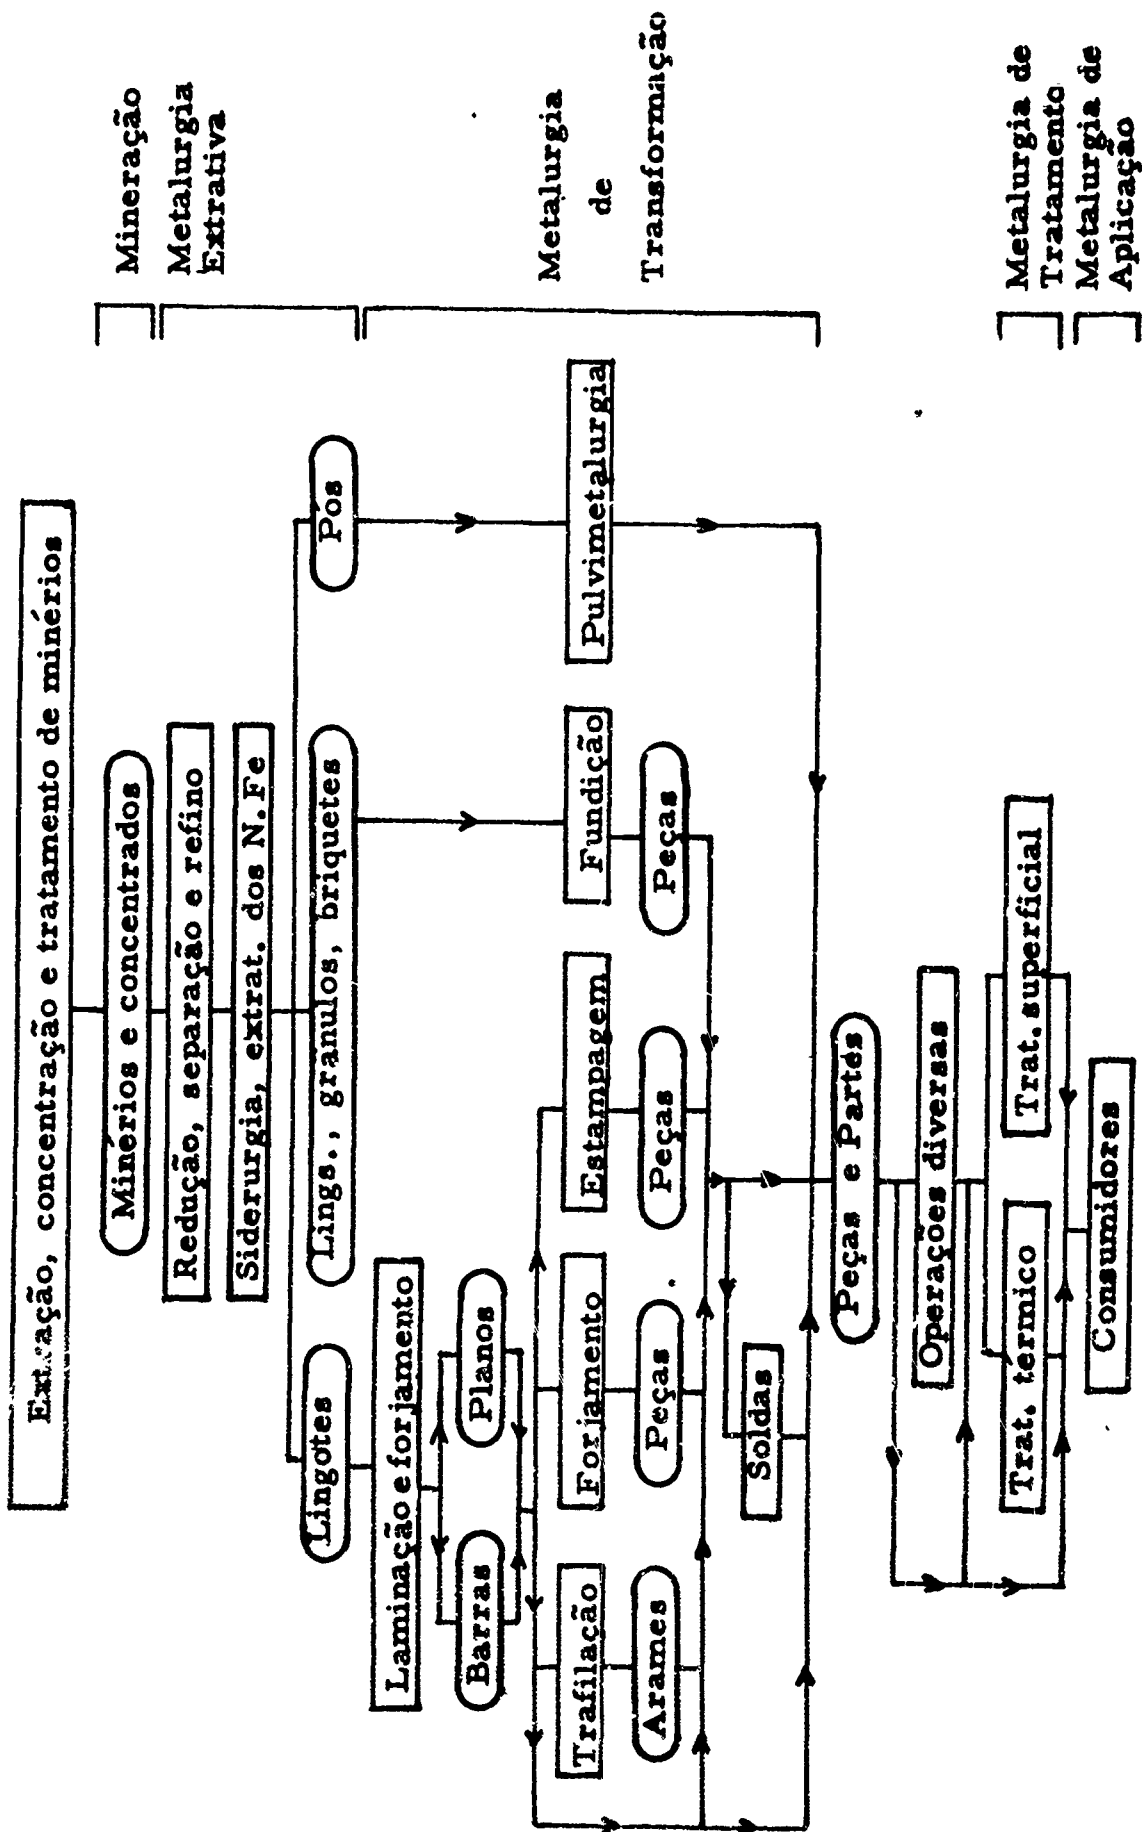 Extração, concentração e tratamento de minérios
Minérios e concentrados
Redução, separação e refino
Siderurgia, extrat. dos N.Fe
Lingotes
Lings., grânulos, briquetes
Pós
Laminação e forjamento
Barras
Planos
Trafilação
Forjamento
Estampagem
Fundição
Pulvimetalurgia
Arames
Peças
Peças
Peças
Soldas
Peças e Partes
Operações diversas
Trat. termico
Trat. superficial
Consumidores
Mineração
Metalurgia
Extrativa
Metalurgia
de
Transformação
Metalurgia de
Tratamento
Metalurgia de
Aplicação